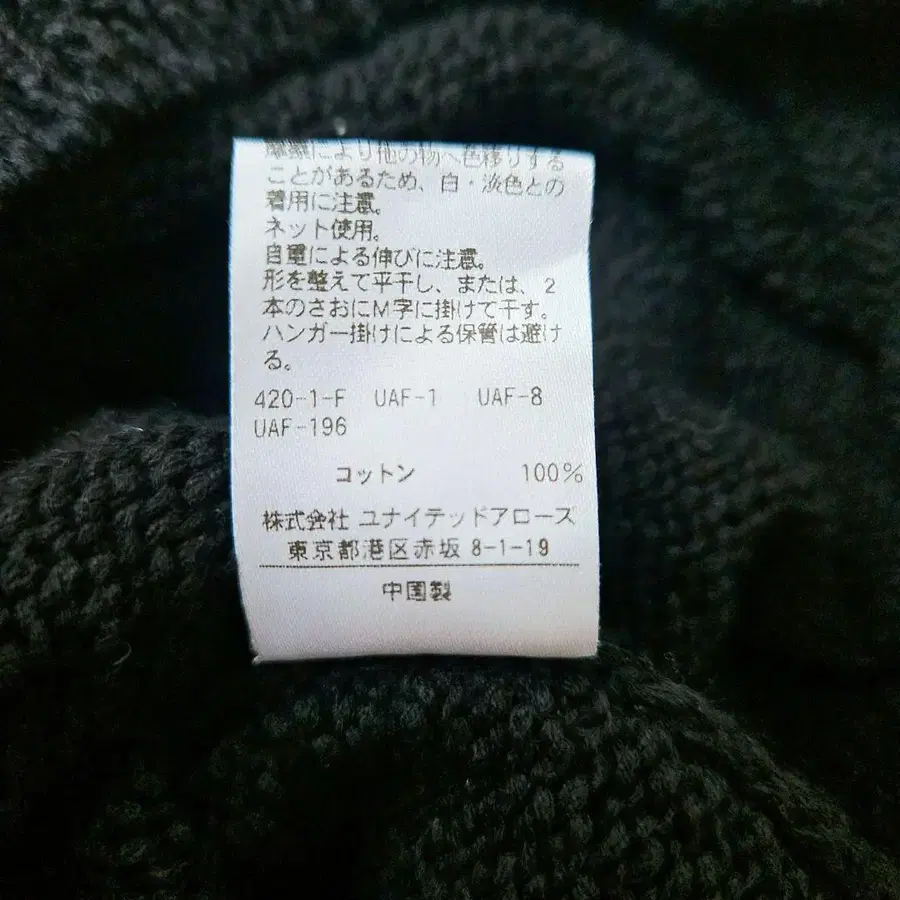 摩擦により他の物へ色移りする
ことがあるため、白・淡色との
着用に注意。
ネット使用。
自重による伸びに注意。
形を整えて平干し、または、2
本のさおにM字に掛けて干す。
ハンガー掛けによる保管は避け
る。
420-1-F UAF-1 UAF-8
UAF-196
コットン 100%
株式会社 ユナイテッドアローズ
東京都港区赤坂 8-1-19
中国製